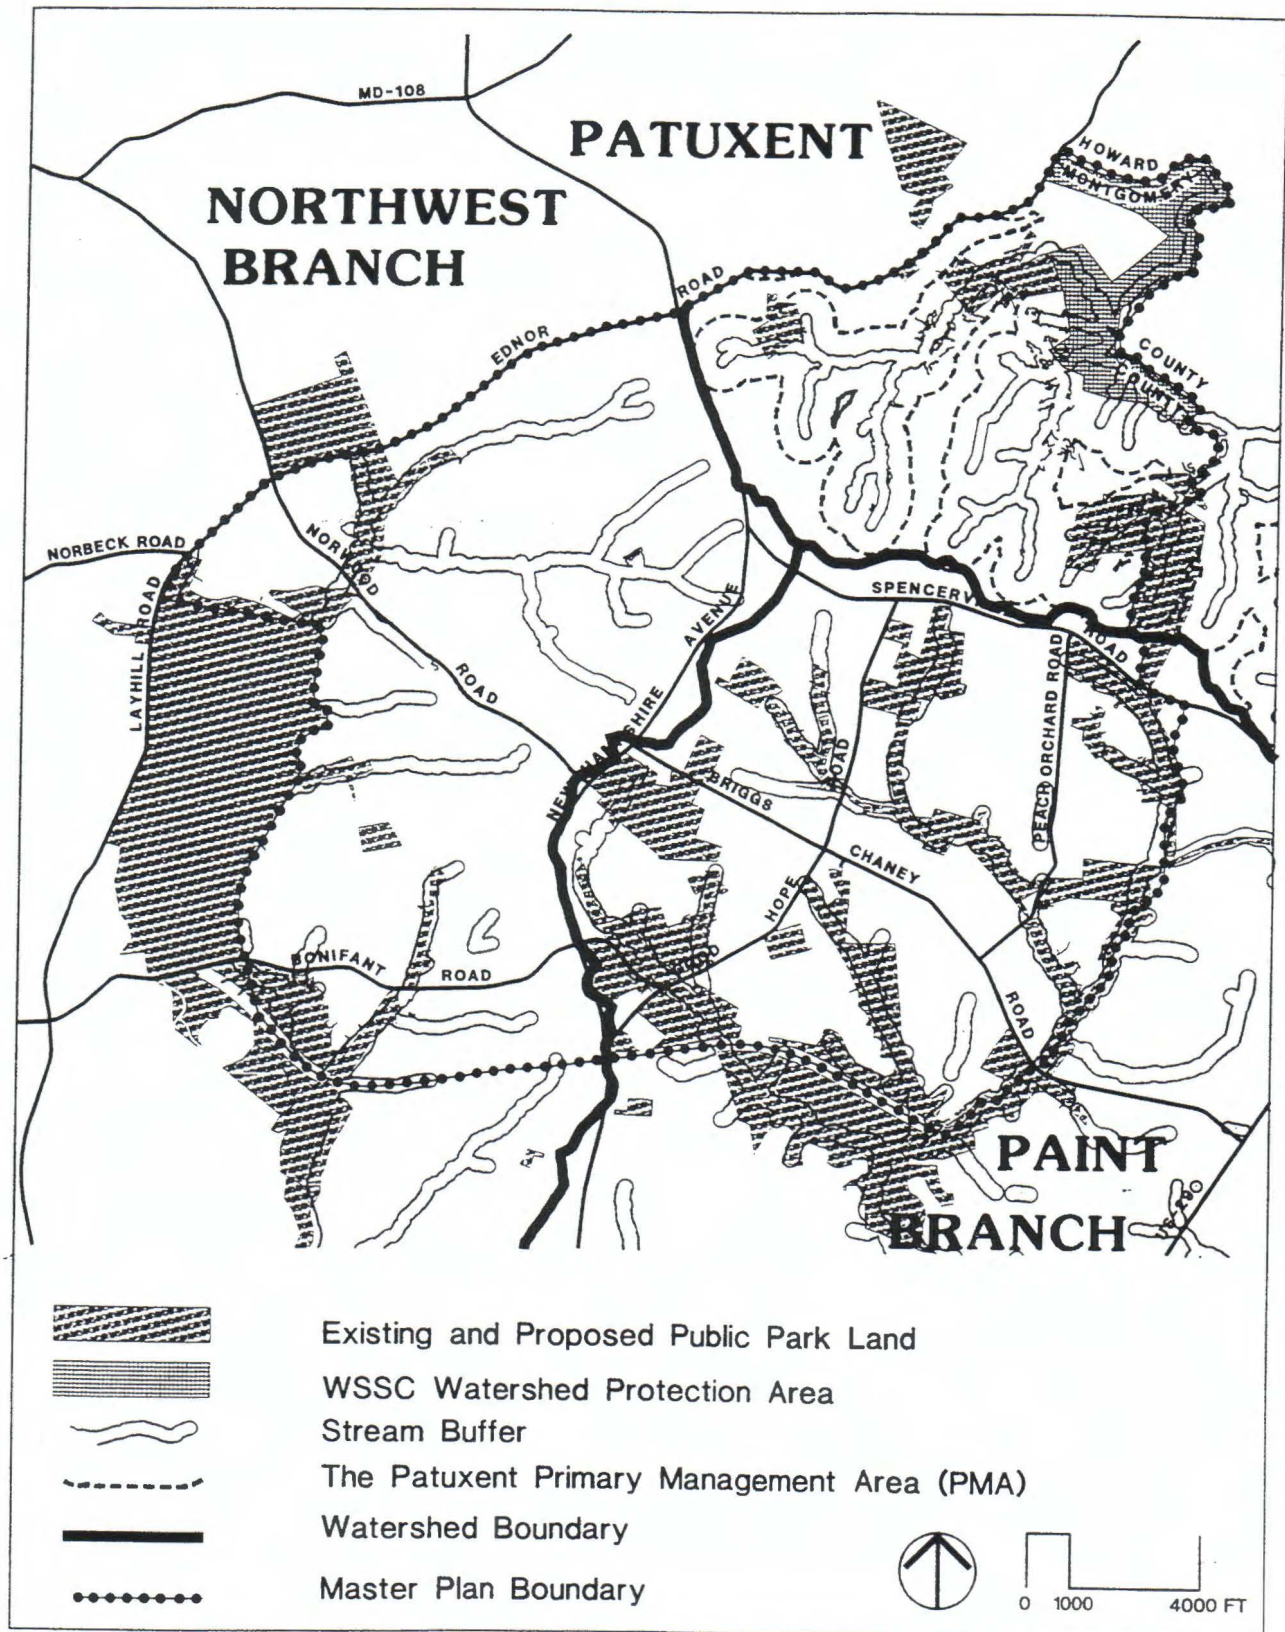 MD-108
PATUXENT
HOWARD
MONTGOMERY
NORTHWEST
BRANCH
ROAD
EDNOR
COUNTY
COUNTY
NORBECK ROAD
NORWOOD
ROAD
LAYHILL ROAD
AVENUE
SPENCERV
ROAD
NEW HAMPSHIRE
ROAD
PEACH ORCHARD ROAD
BRIGGS
CHANEY
HOPE
BONIFANT
ROAD
ROAD
PAINT
BRANCH
Existing and Proposed Public Park Land
WSSC Watershed Protection Area
Stream Buffer
The Patuxent Primary Management Area (PMA)
Watershed Boundary
Master Plan Boundary
0 1000 4000 FT